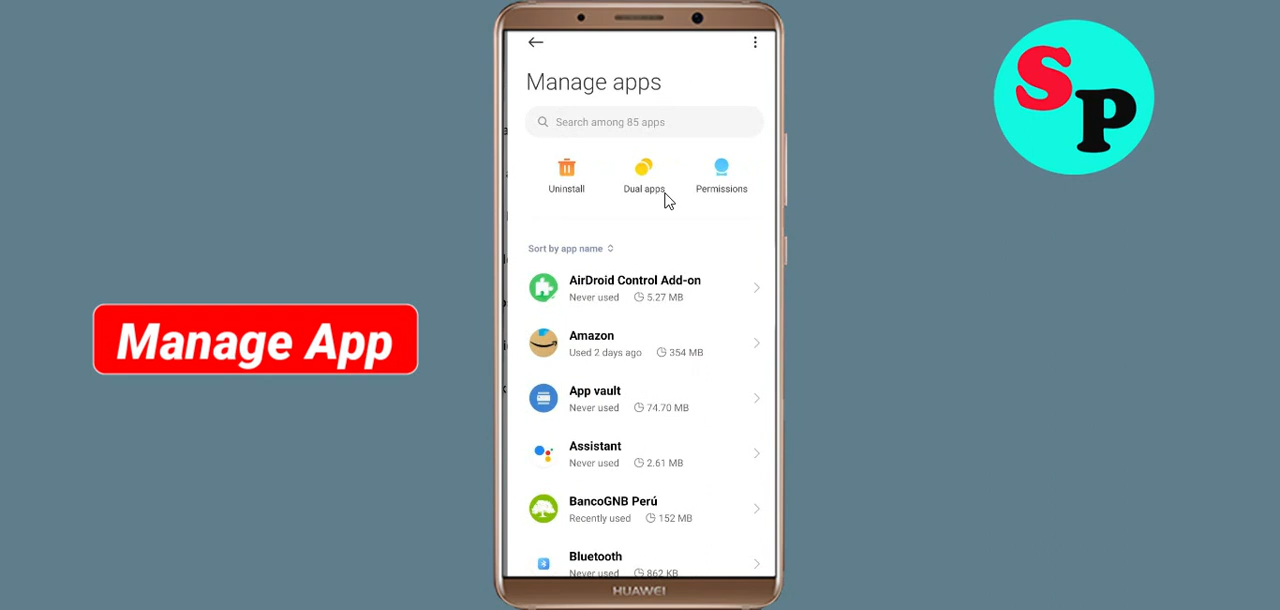 Manage apps
Search among 85 apps
Uninstall
Dual apps
Permissions
Sort by app name
AirDroid Control Add-on
Never used 5.27 MB
Amazon
Used 2 days ago 354 MB
App vault
Never used 74.70 MB
Assistant
Never used 2.61 MB
BancoGNB Perú
Recently used 152 MB
Bluetooth
Never used 862 KB
HUAWEI
Manage App
SP